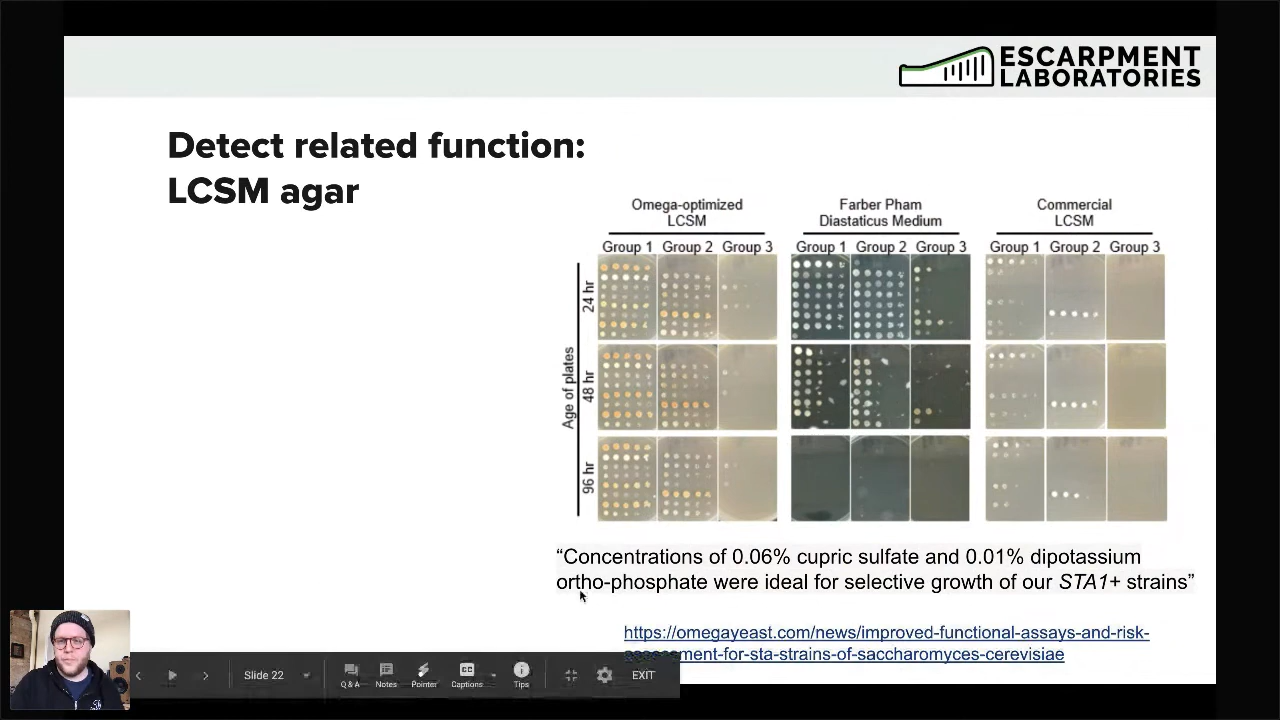 ESCARPMENT
LABORATORIES
Detect related function:
LCSM agar
Omega-optimized
LCSM
Farber Pham
Diastaticus Medium
Commercial
LCSM
Group 1 Group 2 Group 3
Group 1 Group 2 Group 3
Group 1 Group 2 Group 3
Age of plates
24 hr
48 hr
96 hr
“Concentrations of 0.06% cupric sulfate and 0.01% dipotassium
ortho-phosphate were ideal for selective growth of our STA1+ strains”
https://omegayeast.com/news/improved-functional-assays-and-risk-
assessment-for-sta-strains-of-saccharomyces-cerevisiae
Slide 22
Q & A
Notes
Pointer
CC
Captions
Tips
EXIT